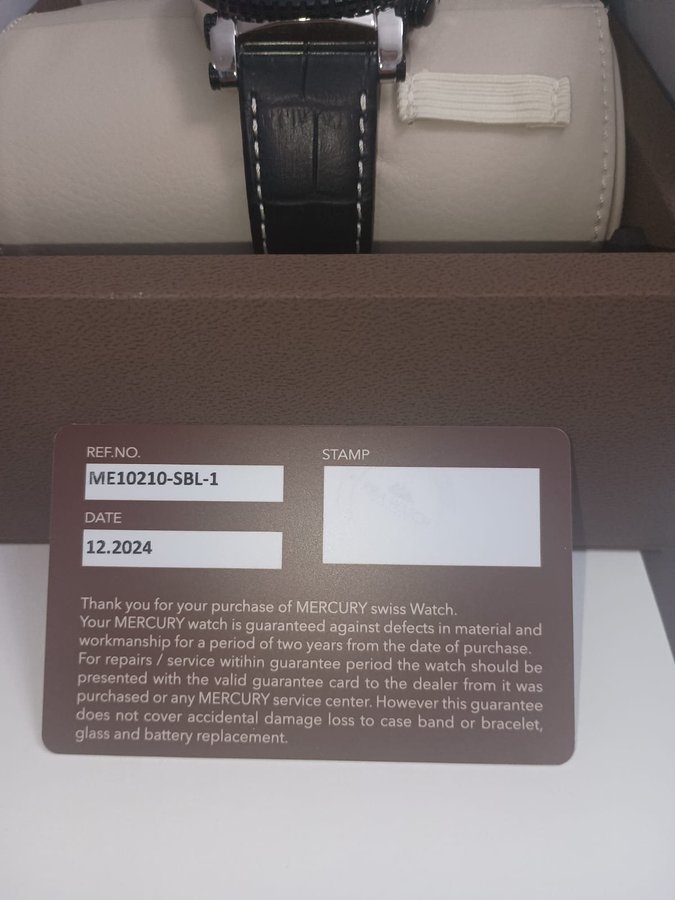 REF.NO.
ME10210-SBL-1
DATE
12.2024
STAMP
Thank you for your purchase of MERCURY swiss Watch.
Your MERCURY watch is guaranteed against defects in material and
workmanship for a period of two years from the date of purchase.
For repairs / service witihin guarantee period the watch should be
presented with the valid guarantee card to the dealer from it was
purchased or any MERCURY service center. However this guarantee
does not cover accidental damage loss to case band or bracelet,
glass and battery replacement.